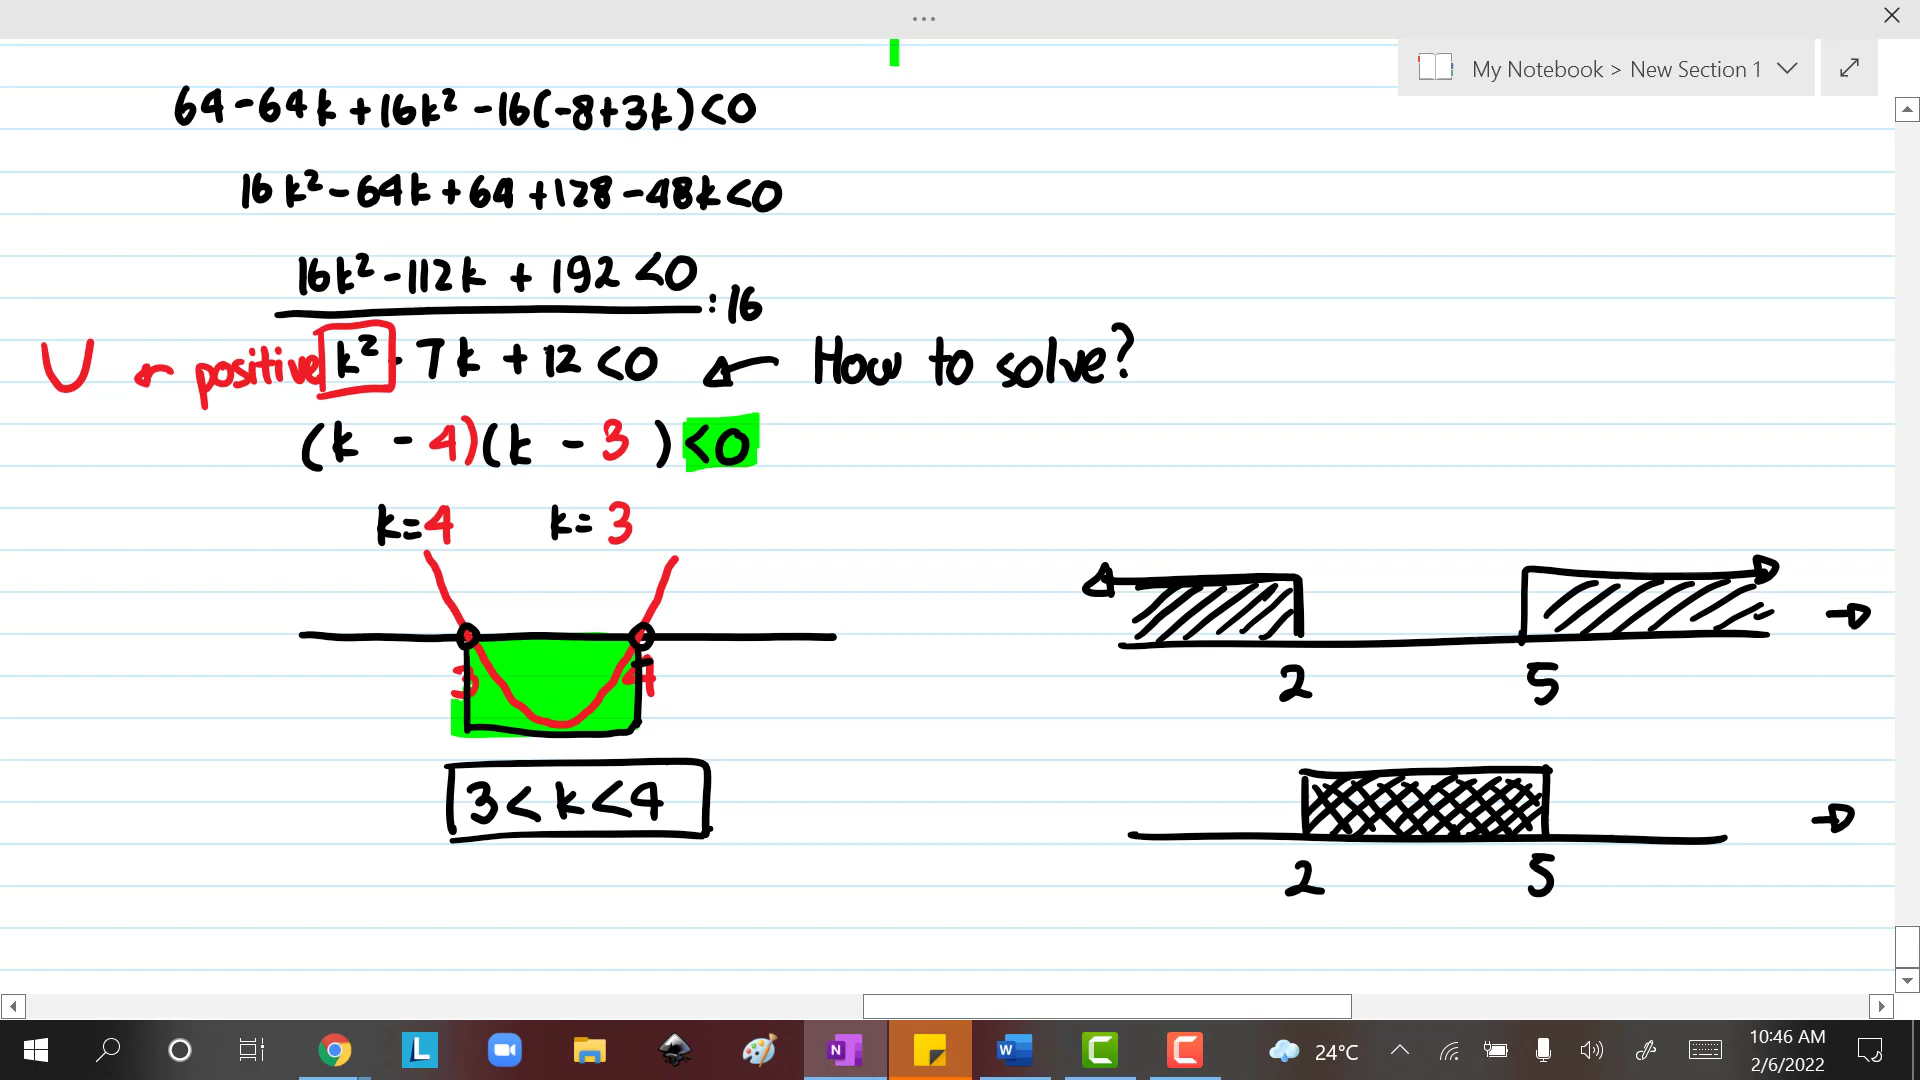 My Notebook > New Section 1
64-64k+16k²-16(-8+3k)<0
16k²-64k+64+128-48k<0
16k²-112k+192<0
:16
U ← positive k²-7k+12<0 ← How to solve?
(k-4)(k-3)<0
k=4 k=3
3 4
3<k<4
2 5
2 5
24°C
10:46 AM
2/6/2022